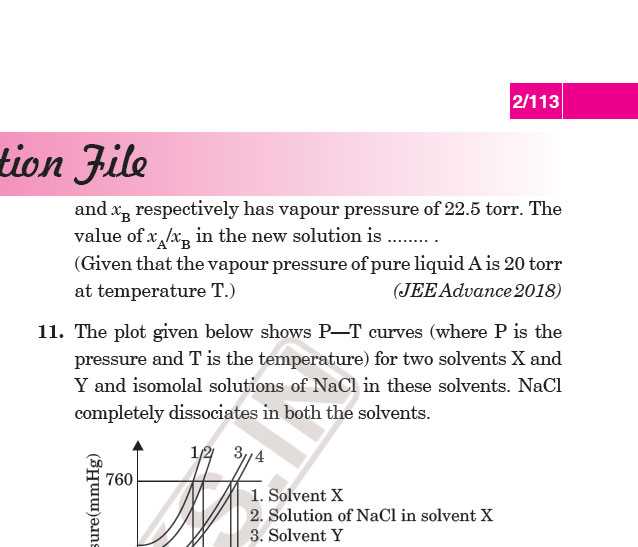 2/113
tion File
and xB respectively has vapour pressure of 22.5 torr. The
value of xA/xB in the new solution is ........ .
(Given that the vapour pressure of pure liquid A is 20 torr
at temperature T.) (JEE Advance 2018)
11. The plot given below shows P—T curves (where P is the
pressure and T is the temperature) for two solvents X and
Y and isomolal solutions of NaCl in these solvents. NaCl
completely dissociates in both the solvents.
1 2 3 4
760
sure(mmHg)
1. Solvent X
2. Solution of NaCl in solvent X
3. Solvent Y
S.IN